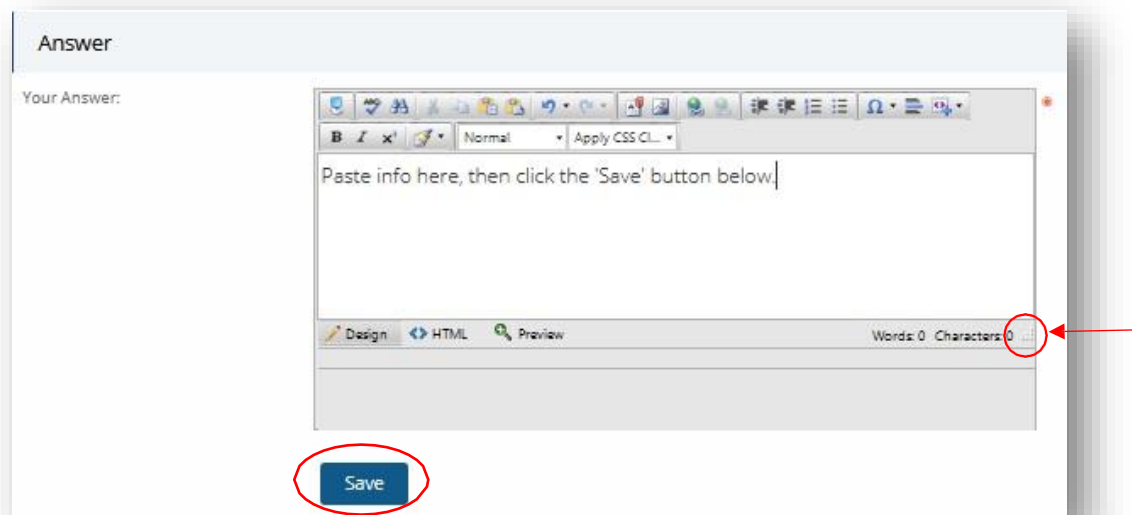 Answer
Your Answer:
B I x¹ Normal Apply CSS Cl...
Paste info here, then click the 'Save' button below.
Design HTML Preview Words: 0 Characters: 0
Save